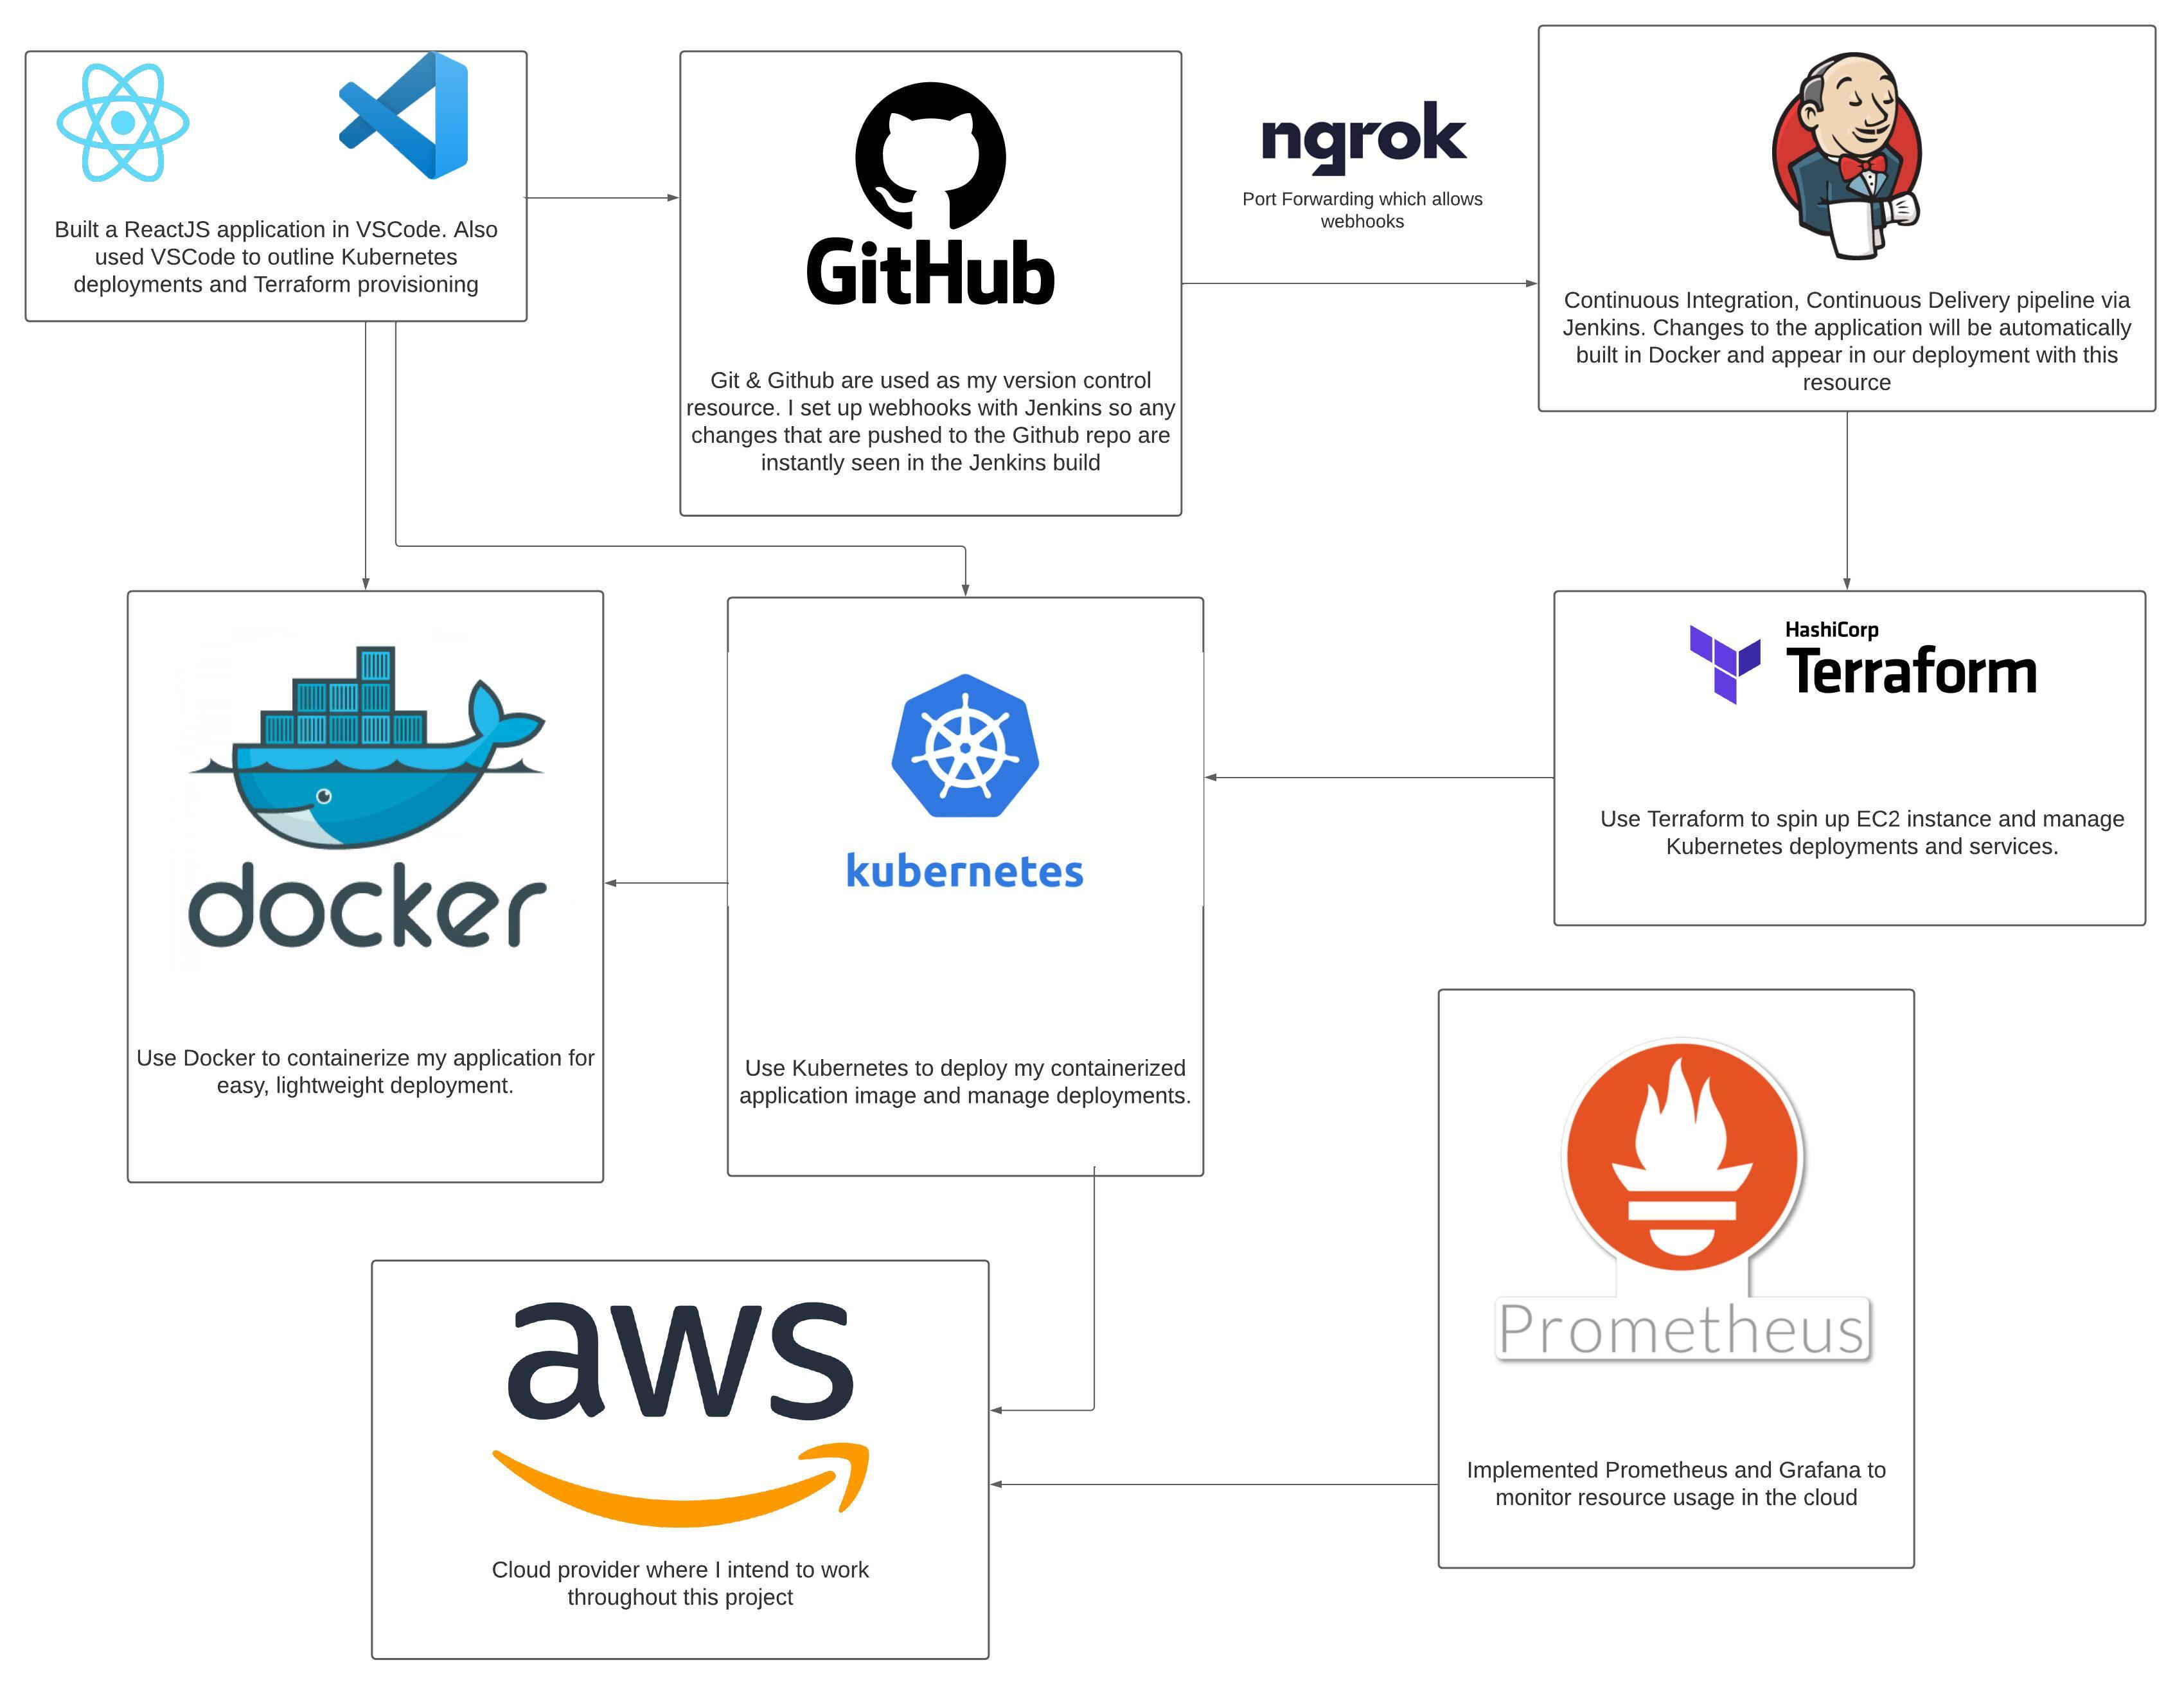 Built a ReactJS application in VSCode. Also
used VSCode to outline Kubernetes
deployments and Terraform provisioning
GitHub
Git & Github are used as my version control
resource. I set up webhooks with Jenkins so any
changes that are pushed to the Github repo are
instantly seen in the Jenkins build
ngrok
Port Forwarding which allows
webhooks
Continuous Integration, Continuous Delivery pipeline via
Jenkins. Changes to the application will be automatically
built in Docker and appear in our deployment with this
resource
docker
Use Docker to containerize my application for
easy, lightweight deployment.
kubernetes
Use Kubernetes to deploy my containerized
application image and manage deployments.
HashiCorp
Terraform
Use Terraform to spin up EC2 instance and manage
Kubernetes deployments and services.
aws
Cloud provider where I intend to work
throughout this project
Prometheus
Implemented Prometheus and Grafana to
monitor resource usage in the cloud